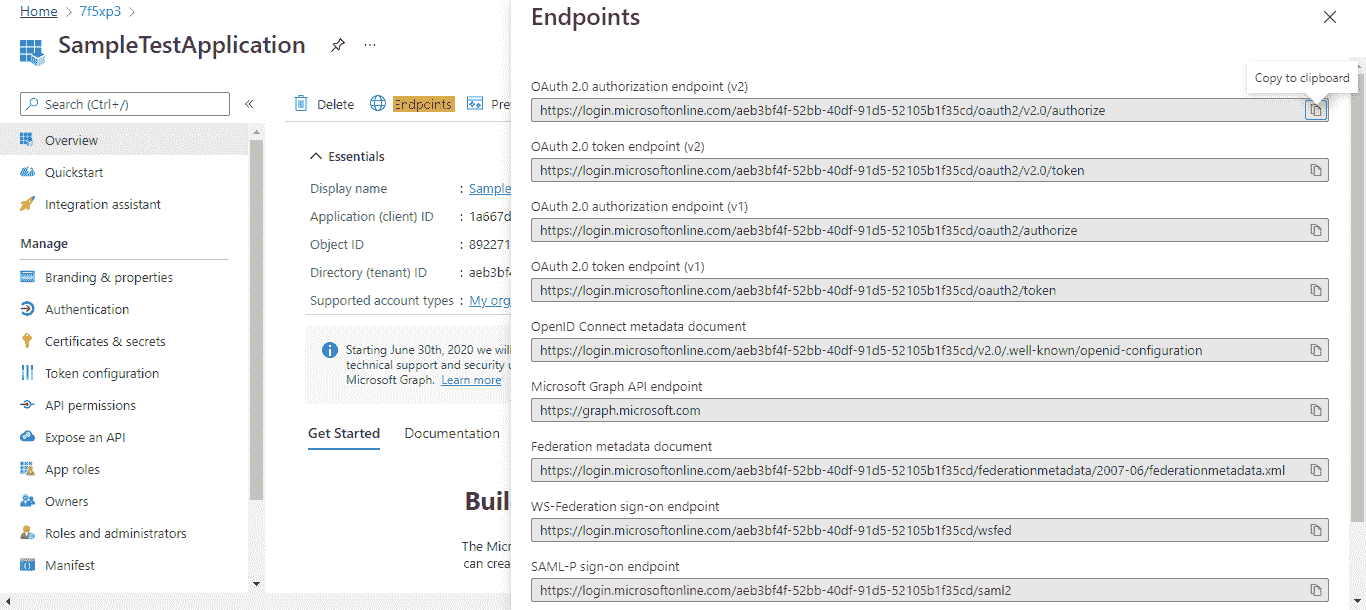 Home > 7f5xp3 >
SampleTestApplication
Search (Ctrl+/)
Overview
Quickstart
Integration assistant
Manage
Branding & properties
Authentication
Certificates & secrets
Token configuration
API permissions
Expose an API
App roles
Owners
Roles and administrators
Manifest
Delete
Endpoints
Pre
Essentials
Display name : Sample
Application (client) ID : 1a667d
Object ID : 892271
Directory (tenant) ID : aeb3bf4
Supported account types : My org
Starting June 30th, 2020 we will
technical support and security u
Microsoft Graph. Learn more
Get Started
Documentation
Buil
The Micr
can crea
Endpoints
Copy to clipboard
OAuth 2.0 authorization endpoint (v2)
https://login.microsoftonline.com/aeb3bf4f-52bb-40df-91d5-52105b1f35cd/oauth2/v2.0/authorize
OAuth 2.0 token endpoint (v2)
https://login.microsoftonline.com/aeb3bf4f-52bb-40df-91d5-52105b1f35cd/oauth2/v2.0/token
OAuth 2.0 authorization endpoint (v1)
https://login.microsoftonline.com/aeb3bf4f-52bb-40df-91d5-52105b1f35cd/oauth2/authorize
OAuth 2.0 token endpoint (v1)
https://login.microsoftonline.com/aeb3bf4f-52bb-40df-91d5-52105b1f35cd/oauth2/token
OpenID Connect metadata document
https://login.microsoftonline.com/aeb3bf4f-52bb-40df-91d5-52105b1f35cd/v2.0/.well-known/openid-configuration
Microsoft Graph API endpoint
https://graph.microsoft.com
Federation metadata document
https://login.microsoftonline.com/aeb3bf4f-52bb-40df-91d5-52105b1f35cd/federationmetadata/2007-06/federationmetadata.xml
WS-Federation sign-on endpoint
https://login.microsoftonline.com/aeb3bf4f-52bb-40df-91d5-52105b1f35cd/wsfed
SAML-P sign-on endpoint
https://login.microsoftonline.com/aeb3bf4f-52bb-40df-91d5-52105b1f35cd/saml2